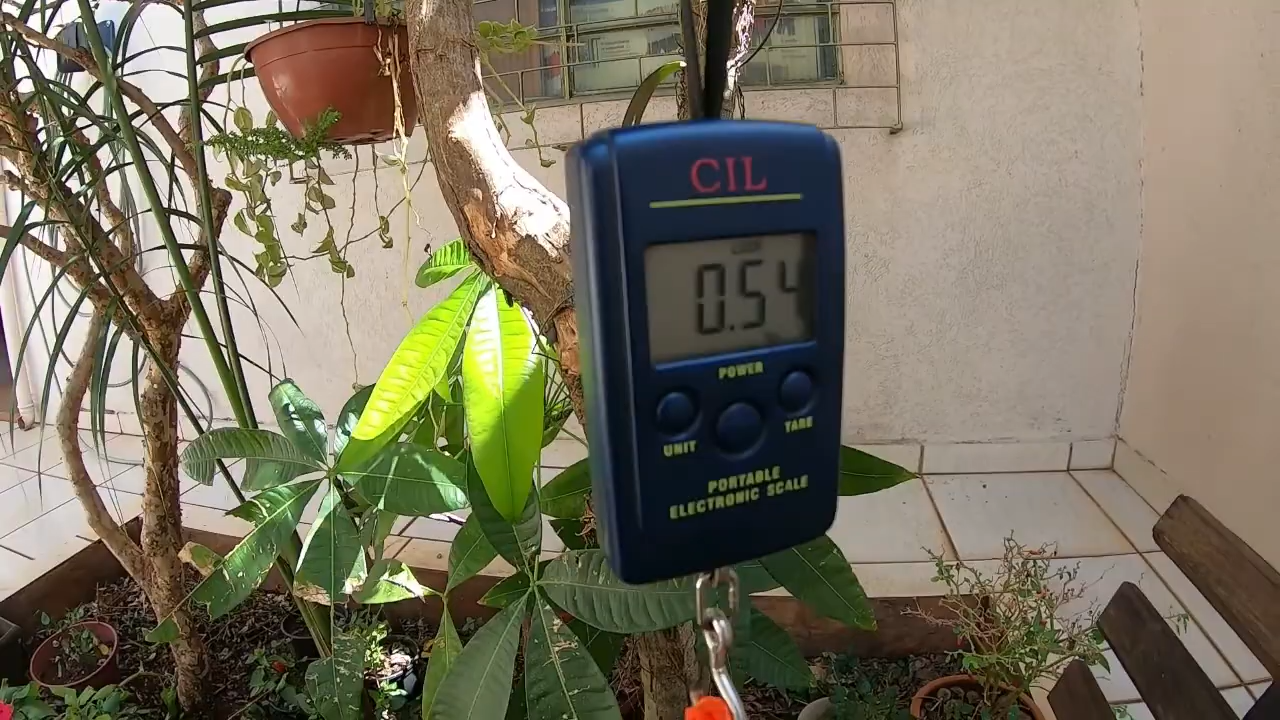 CIL
0.54
POWER
UNIT
TARE
PORTABLE
ELECTRONIC SCALE